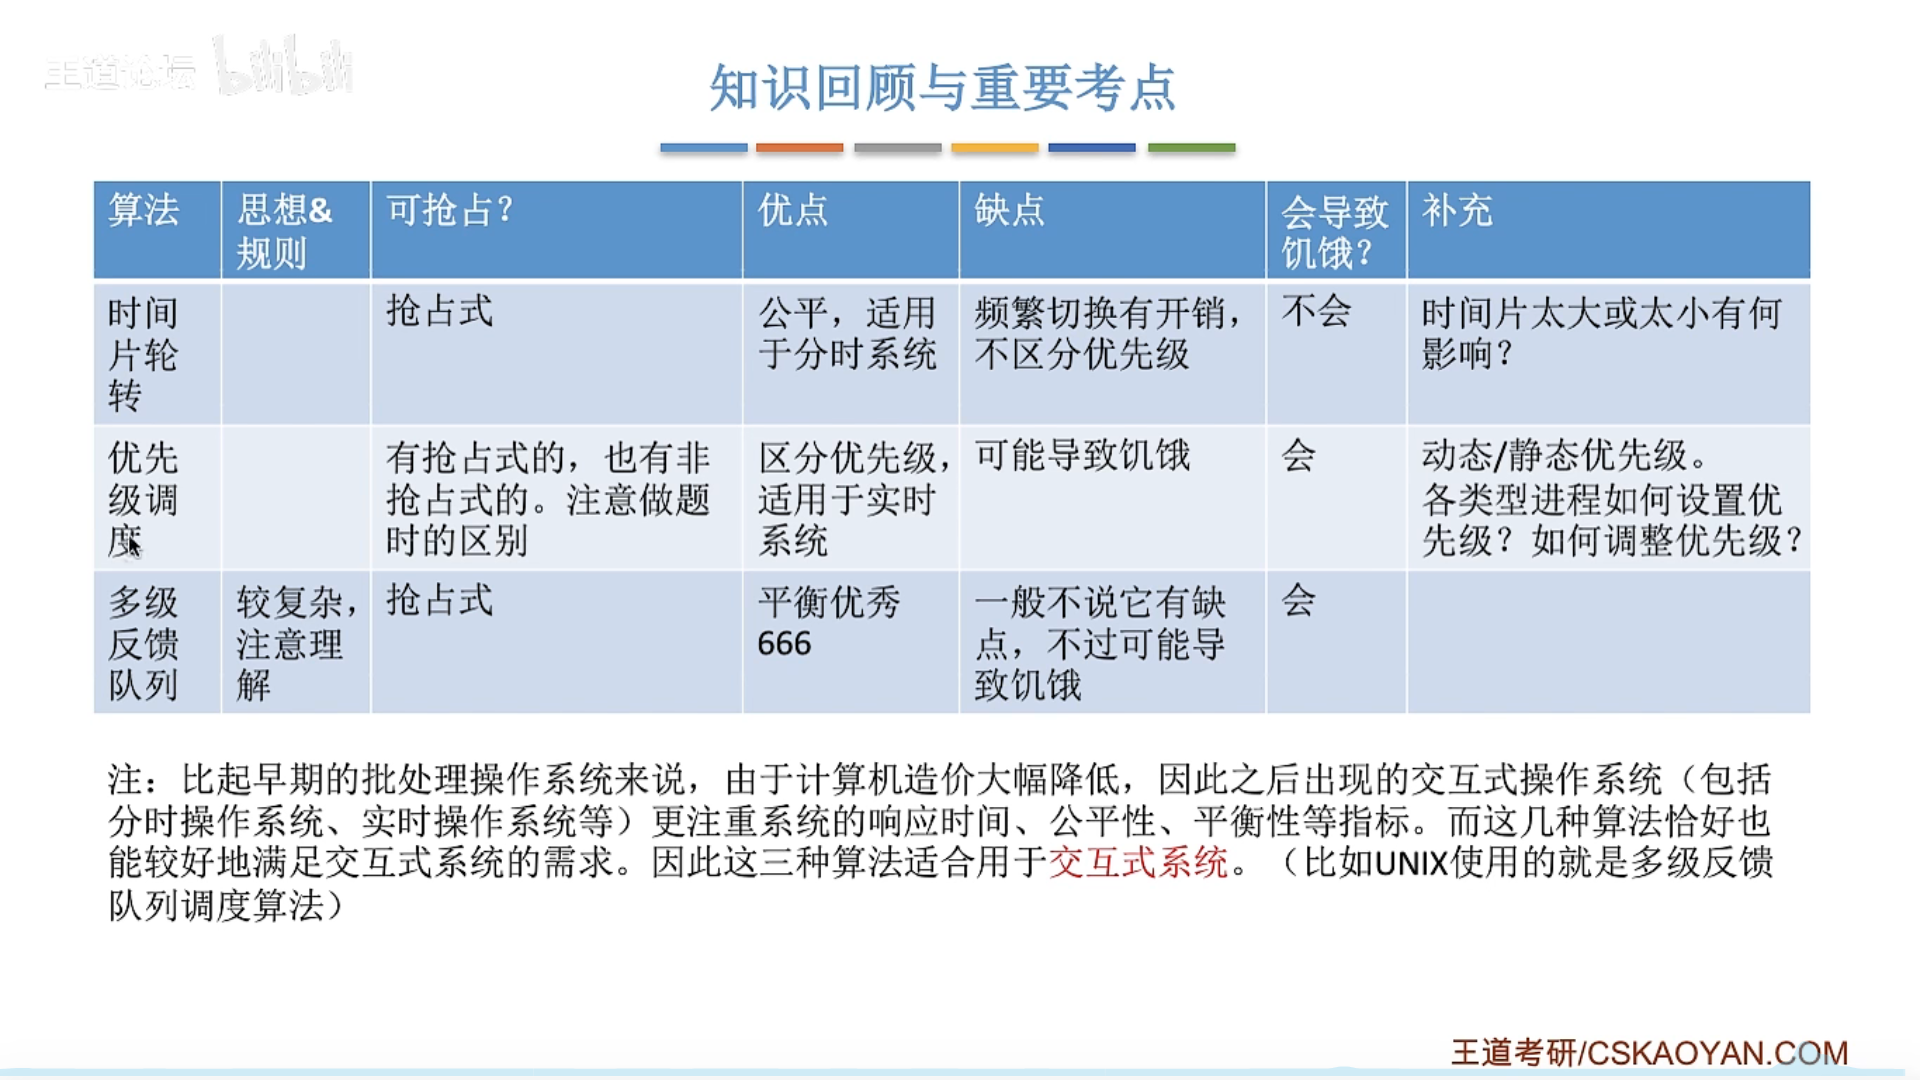 王道论坛 bilibili
知识回顾与重要考点
算法
思想&
规则
可抢占？
优点
缺点
会导致
饥饿？
补充
时间
片轮
转
抢占式
公平，适用
于分时系统
频繁切换有开销，
不区分优先级
不会
时间片太大或太小有何
影响？
优先
级调
度
有抢占式的，也有非
抢占式的。注意做题
时的区别
区分优先级，
适用于实时
系统
可能导致饥饿
会
动态/静态优先级。
各类型进程如何设置优
先级？如何调整优先级？
多级
反馈
队列
较复杂，
注意理
解
抢占式
平衡优秀
666
一般不说它有缺
点，不过可能导
致饥饿
会
注：比起早期的批处理操作系统来说，由于计算机造价大幅降低，因此之后出现的交互式操作系统（包括
分时操作系统、实时操作系统等）更注重系统的响应时间、公平性、平衡性等指标。而这几种算法恰好也
能较好地满足交互式系统的需求。因此这三种算法适合用于交互式系统。（比如UNIX使用的就是多级反馈
队列调度算法）
王道考研/CSKAOYAN.COM